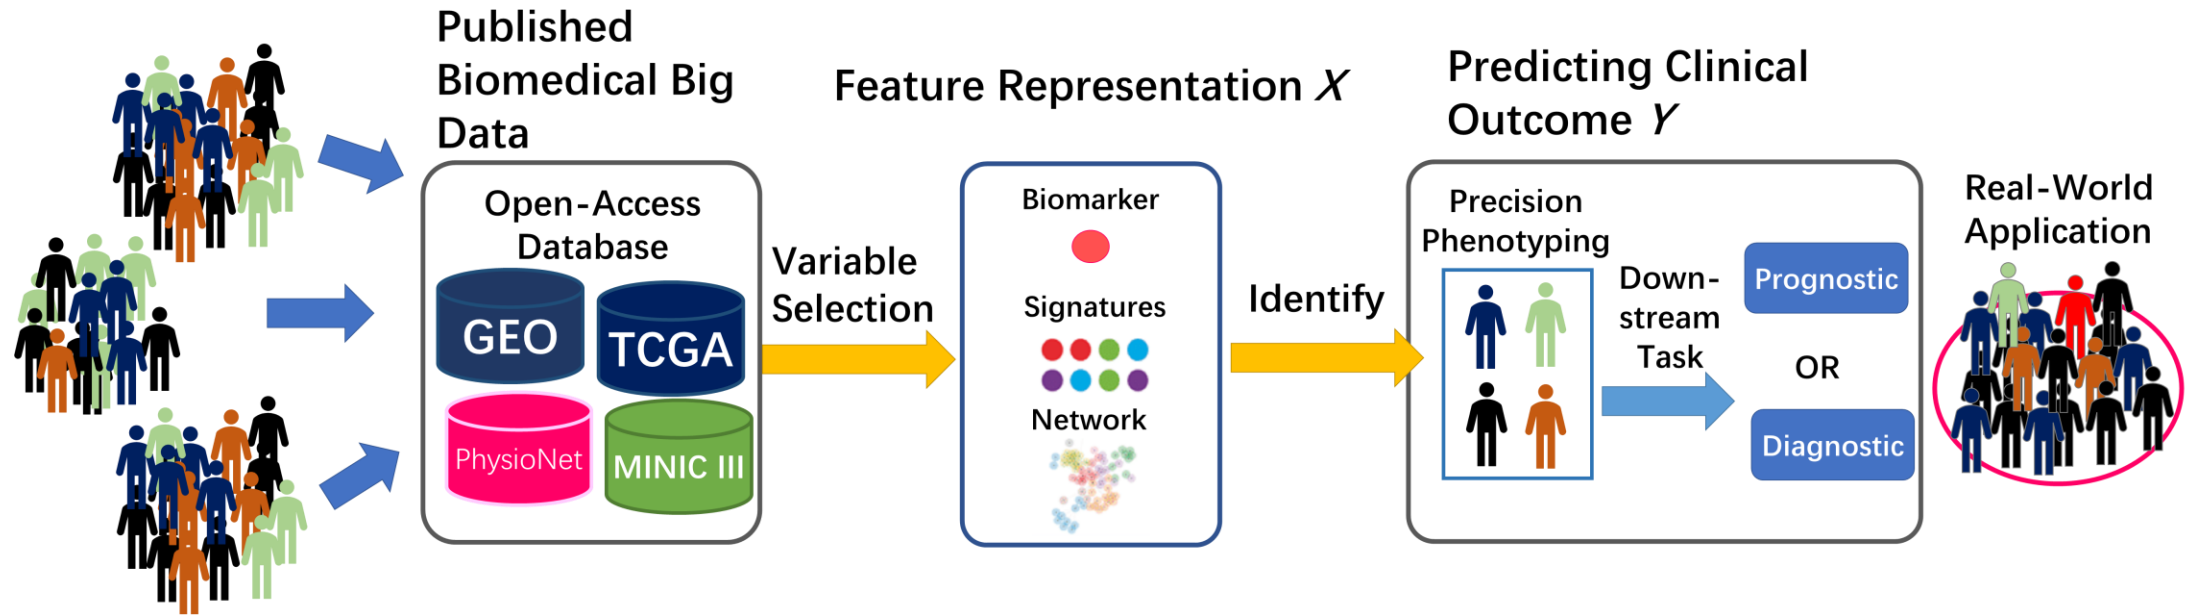 Published
Biomedical Big
Data
Open-Access
Database
GEO
TCGA
PhysioNet
MINIC III
Variable
Selection
Feature Representation X
Biomarker
Signatures
Network
Identify
Predicting Clinical
Outcome Y
Precision
Phenotyping
Down-
stream
Task
Prognostic
OR
Diagnostic
Real-World
Application